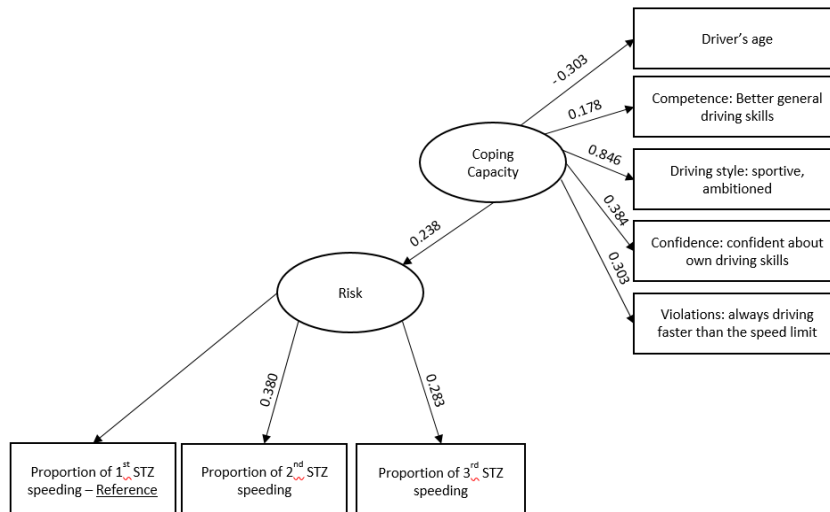 Driver's age
- 0.303
Competence: Better general
driving skills
0.178
Coping
Capacity
0.846
Driving style: sportive,
ambitioned
0.384
Confidence: confident about
own driving skills
0.238
0.303
Risk
Violations: always driving
faster than the speed limit
0.380
0.283
Proportion of 1st STZ
speeding – Reference
Proportion of 2nd STZ
speeding
Proportion of 3rd STZ
speeding